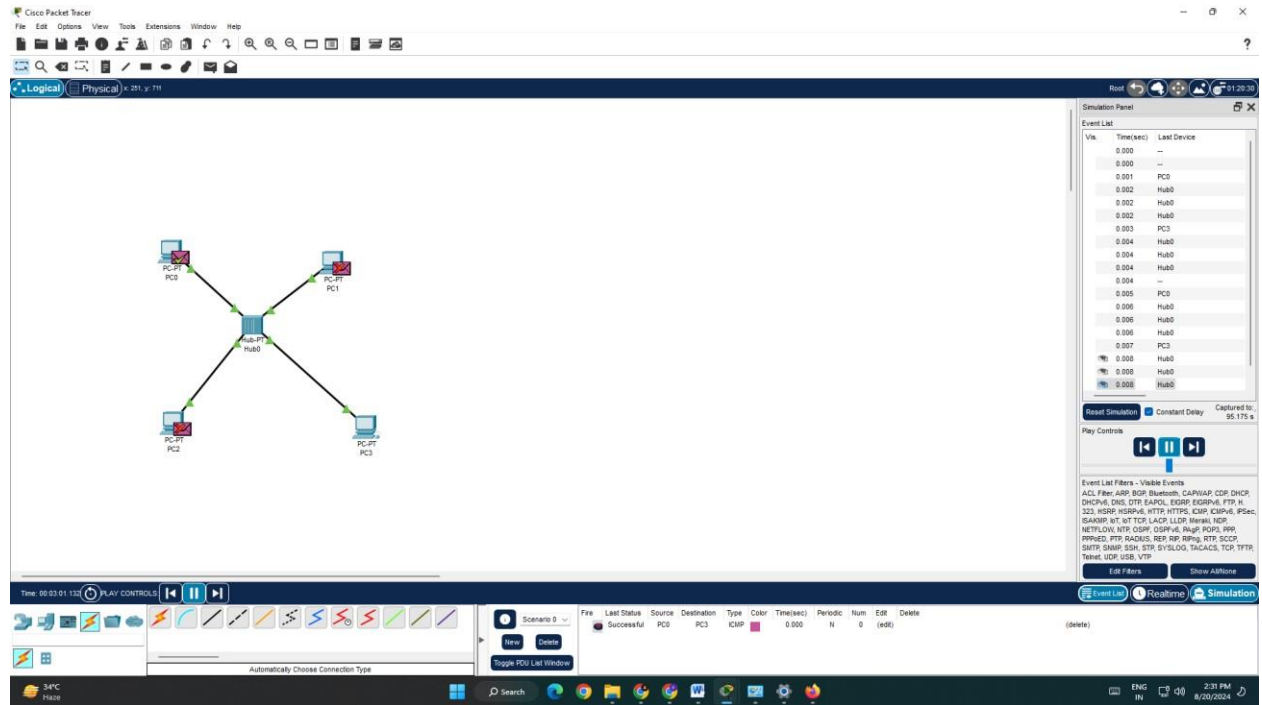 Cisco Packet Tracer
File Edit Options View Tools Extensions Window Help
?
Logical Physical x: 251, y: 711 Root 01:20:30
Simulation Panel
Event List
Vis. Time(sec) Last Device
0.000 --
0.000 --
0.001 PC0
0.002 Hub0
0.002 Hub0
0.002 Hub0
0.003 PC3
0.004 Hub0
0.004 Hub0
0.004 Hub0
0.004 --
0.005 PC0
0.006 Hub0
0.006 Hub0
0.006 Hub0
0.007 PC3
0.008 Hub0
0.008 Hub0
0.008 Hub0
Reset Simulation Constant Delay Captured to:
95.175 s
Play Controls
Event List Filters - Visible Events
ACL Filter, ARP, BGP, Bluetooth, CAPWAP, CDP, DHCP,
DHCPv6, DNS, DTP, EAPOL, EIGRP, EIGRPv6, FTP, H.
323, HSRP, HSRPv6, HTTP, HTTPS, ICMP, ICMPv6, IPSec,
ISAKMP, IoT, IoT TCP, LACP, LLDP, Meraki, NDP,
NETFLOW, NTP, OSPF, OSPFv6, PAgP, POP3, PPP,
PPPoED, PTP, RADIUS, REP, RIP, RIPng, RTP, SCCP,
SMTP, SNMP, SSH, STP, SYSLOG, TACACS, TCP, TFTP,
Telnet, UDP, USB, VTP
Edit Filters Show All/None
PC-PT
PC0
PC-PT
PC1
Hub-PT
Hub0
PC-PT
PC2
PC-PT
PC3
Time: 00:03:01.132 PLAY CONTROLS: Event List Realtime Simulation
Scenario 0
New Delete
Toggle PDU List Window
Fire Last Status Source Destination Type Color Time(sec) Periodic Num Edit Delete
Successful PC0 PC3 ICMP 0.000 N 0 (edit) (delete)
Automatically Choose Connection Type
34°C
Haze
Search
ENG
IN
2:31 PM
8/20/2024